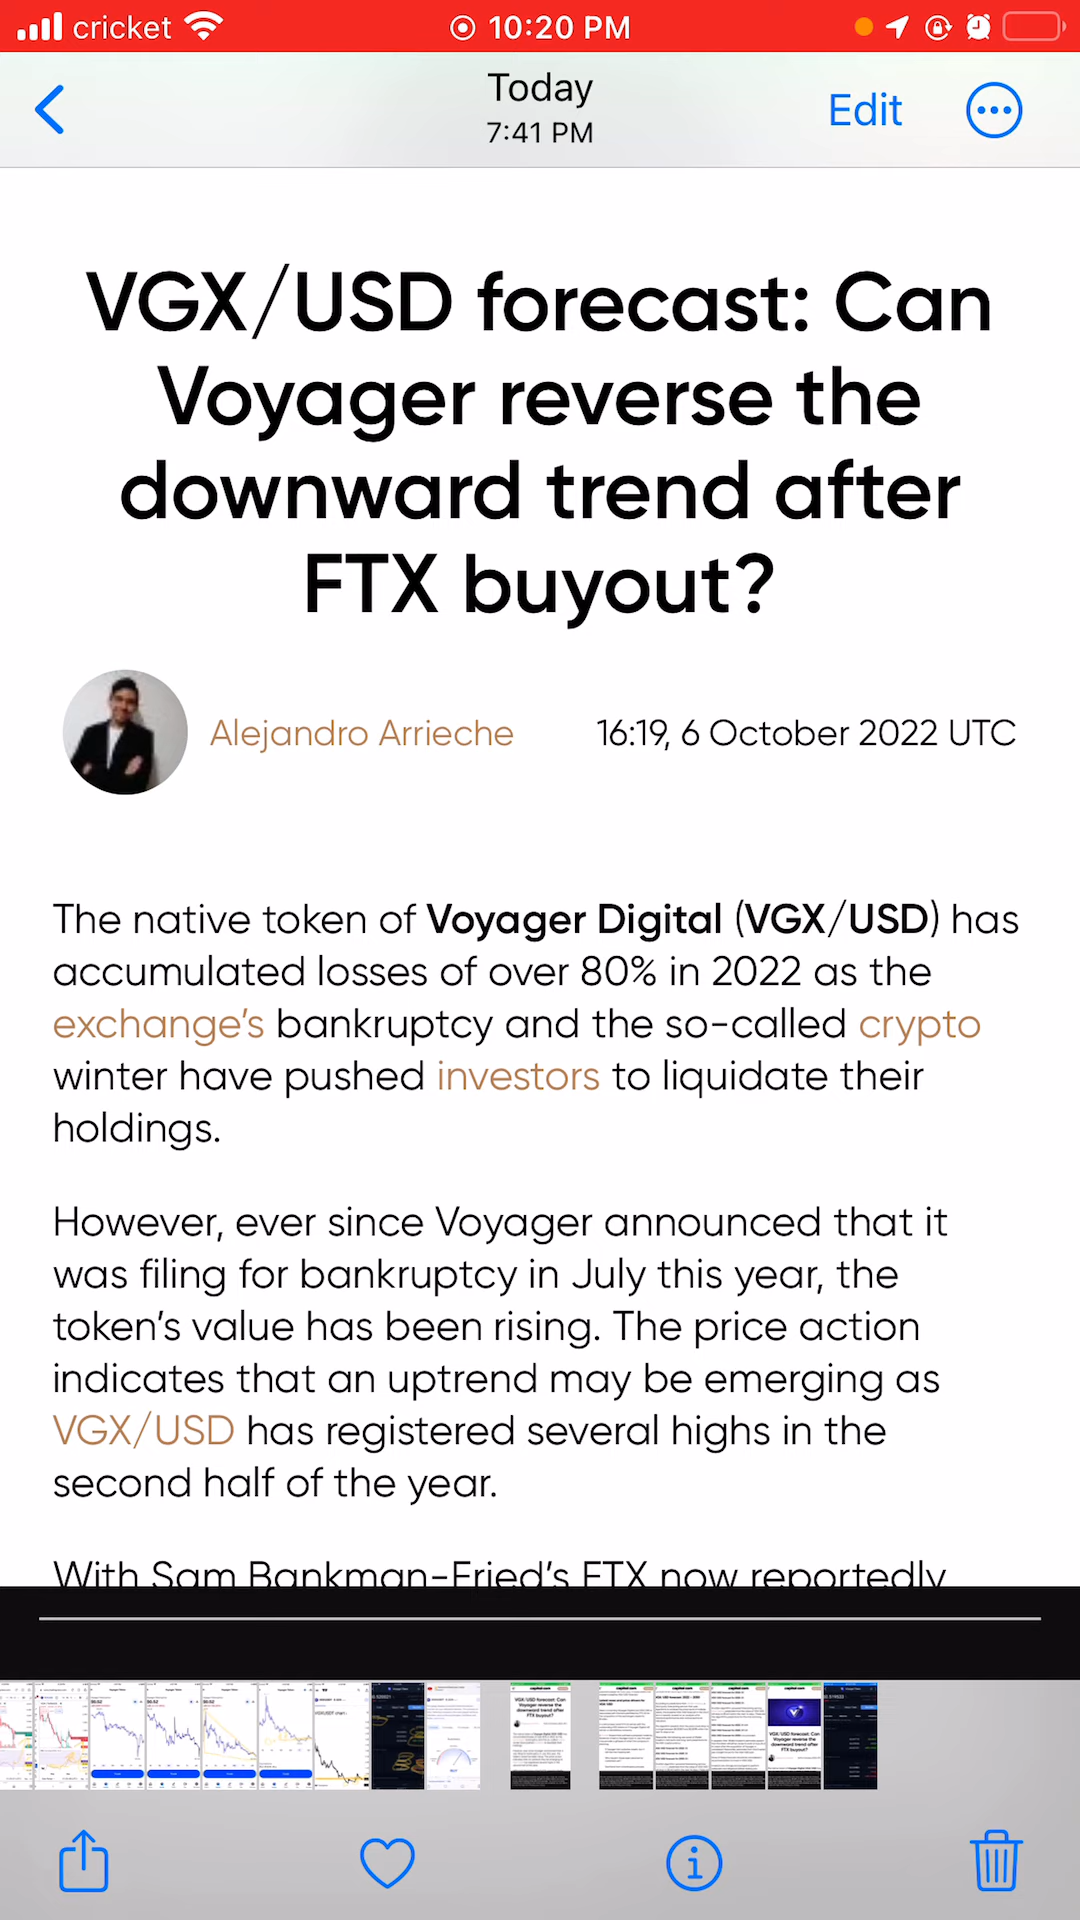 cricket 10:20 PM
Today
7:41 PM
Edit
VGX/USD forecast: Can
Voyager reverse the
downward trend after
FTX buyout?
Alejandro Arrieche 16:19, 6 October 2022 UTC
The native token of Voyager Digital (VGX/USD) has
accumulated losses of over 80% in 2022 as the
exchange's bankruptcy and the so-called crypto
winter have pushed investors to liquidate their
holdings.
However, ever since Voyager announced that it
was filing for bankruptcy in July this year, the
token's value has been rising. The price action
indicates that an uptrend may be emerging as
VGX/USD has registered several highs in the
second half of the year.
With Sam Bankman-Fried's FTX now reportedly